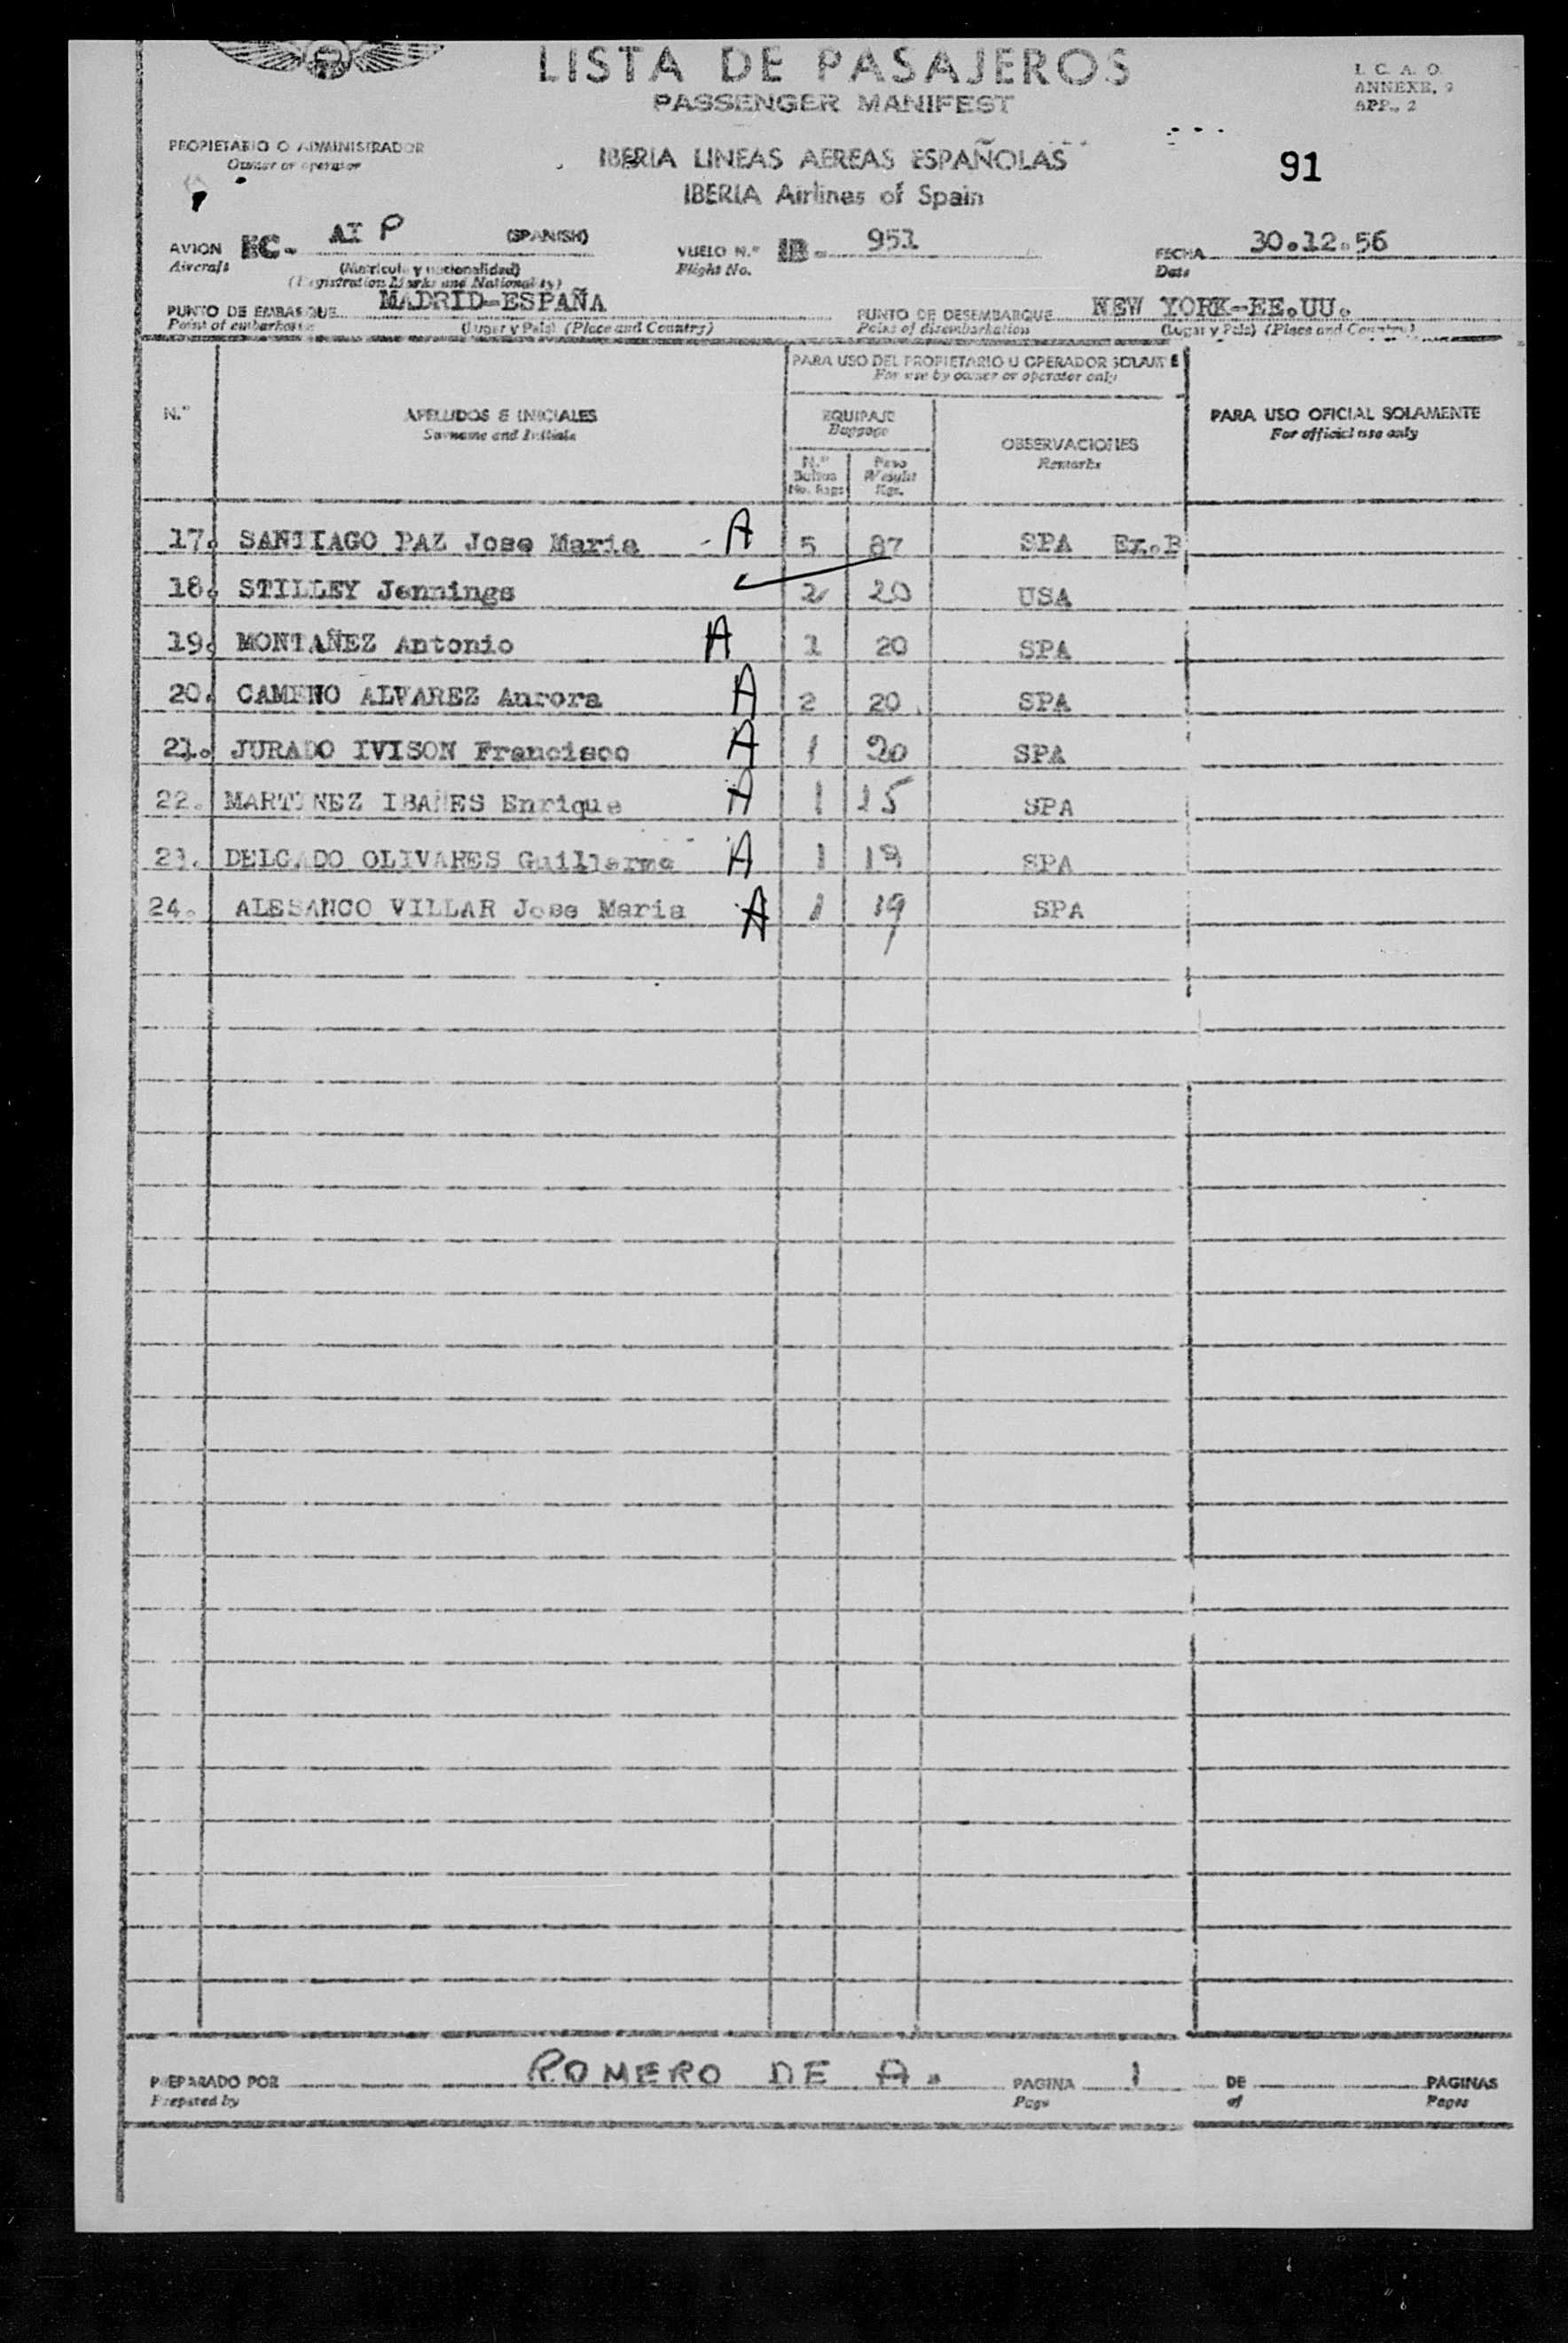 LISTA DE PASAJEROS
PASSENGER MANIFEST
I. C. A. O.
ANNEXE, 9
APP., 2
PROPIETARIO O ADMINISTRADOR
Owner or operator
IBERIA LINEAS AEREAS ESPAÑOLAS
IBERIA Airlines of Spain
91
AVION EC- AI P (SPANISH) VUELO N.° IB- 951 FECHA 30.12.56
Aircraft (Matricula y nacionalidad) Flight No. Date
(Registration Marks and Nationality)
PUNTO DE EMBARQUE MADRID-ESPAÑA PUNTO DE DESEMBARQUE NEW YORK-EE.UU.
Point of embarkation (Lugar y Pais) (Place and Country) Point of disembarkation (Lugar y Pais) (Place and Country)
PARA USO DEL PROPIETARIO U OPERADOR SOLAMTE
For use by owner or operator only
N.° APELLIDOS E INICIALES EQUIPAJE OBSERVACIONES PARA USO OFICIAL SOLAMENTE
Surname and Initials Baggage Remarks For official use only
N.° Peso
Bultos Weight
No. Bags Kgs.
17. SANTIAGO PAZ Jose Maria A 5 87 SPA Ex.B
18. STILLEY Jennings 2 20 USA
19. MONTAÑEZ Antonio A 1 20 SPA
20. CAMENO ALVAREZ Aurora A 2 20 SPA
21. JURADO IVISON Francisco A 1 20 SPA
22. MARTINEZ IBAÑES Enrique A 1 15 SPA
23. DELGADO OLIVARES Guillermo A 1 19 SPA
24. ALESANCO VILLAR Jose Maria A 1 19 SPA
PREPARADO POR ROMERO DE A. PAGINA 1 DE PAGINAS
Prepared by Page of Pages